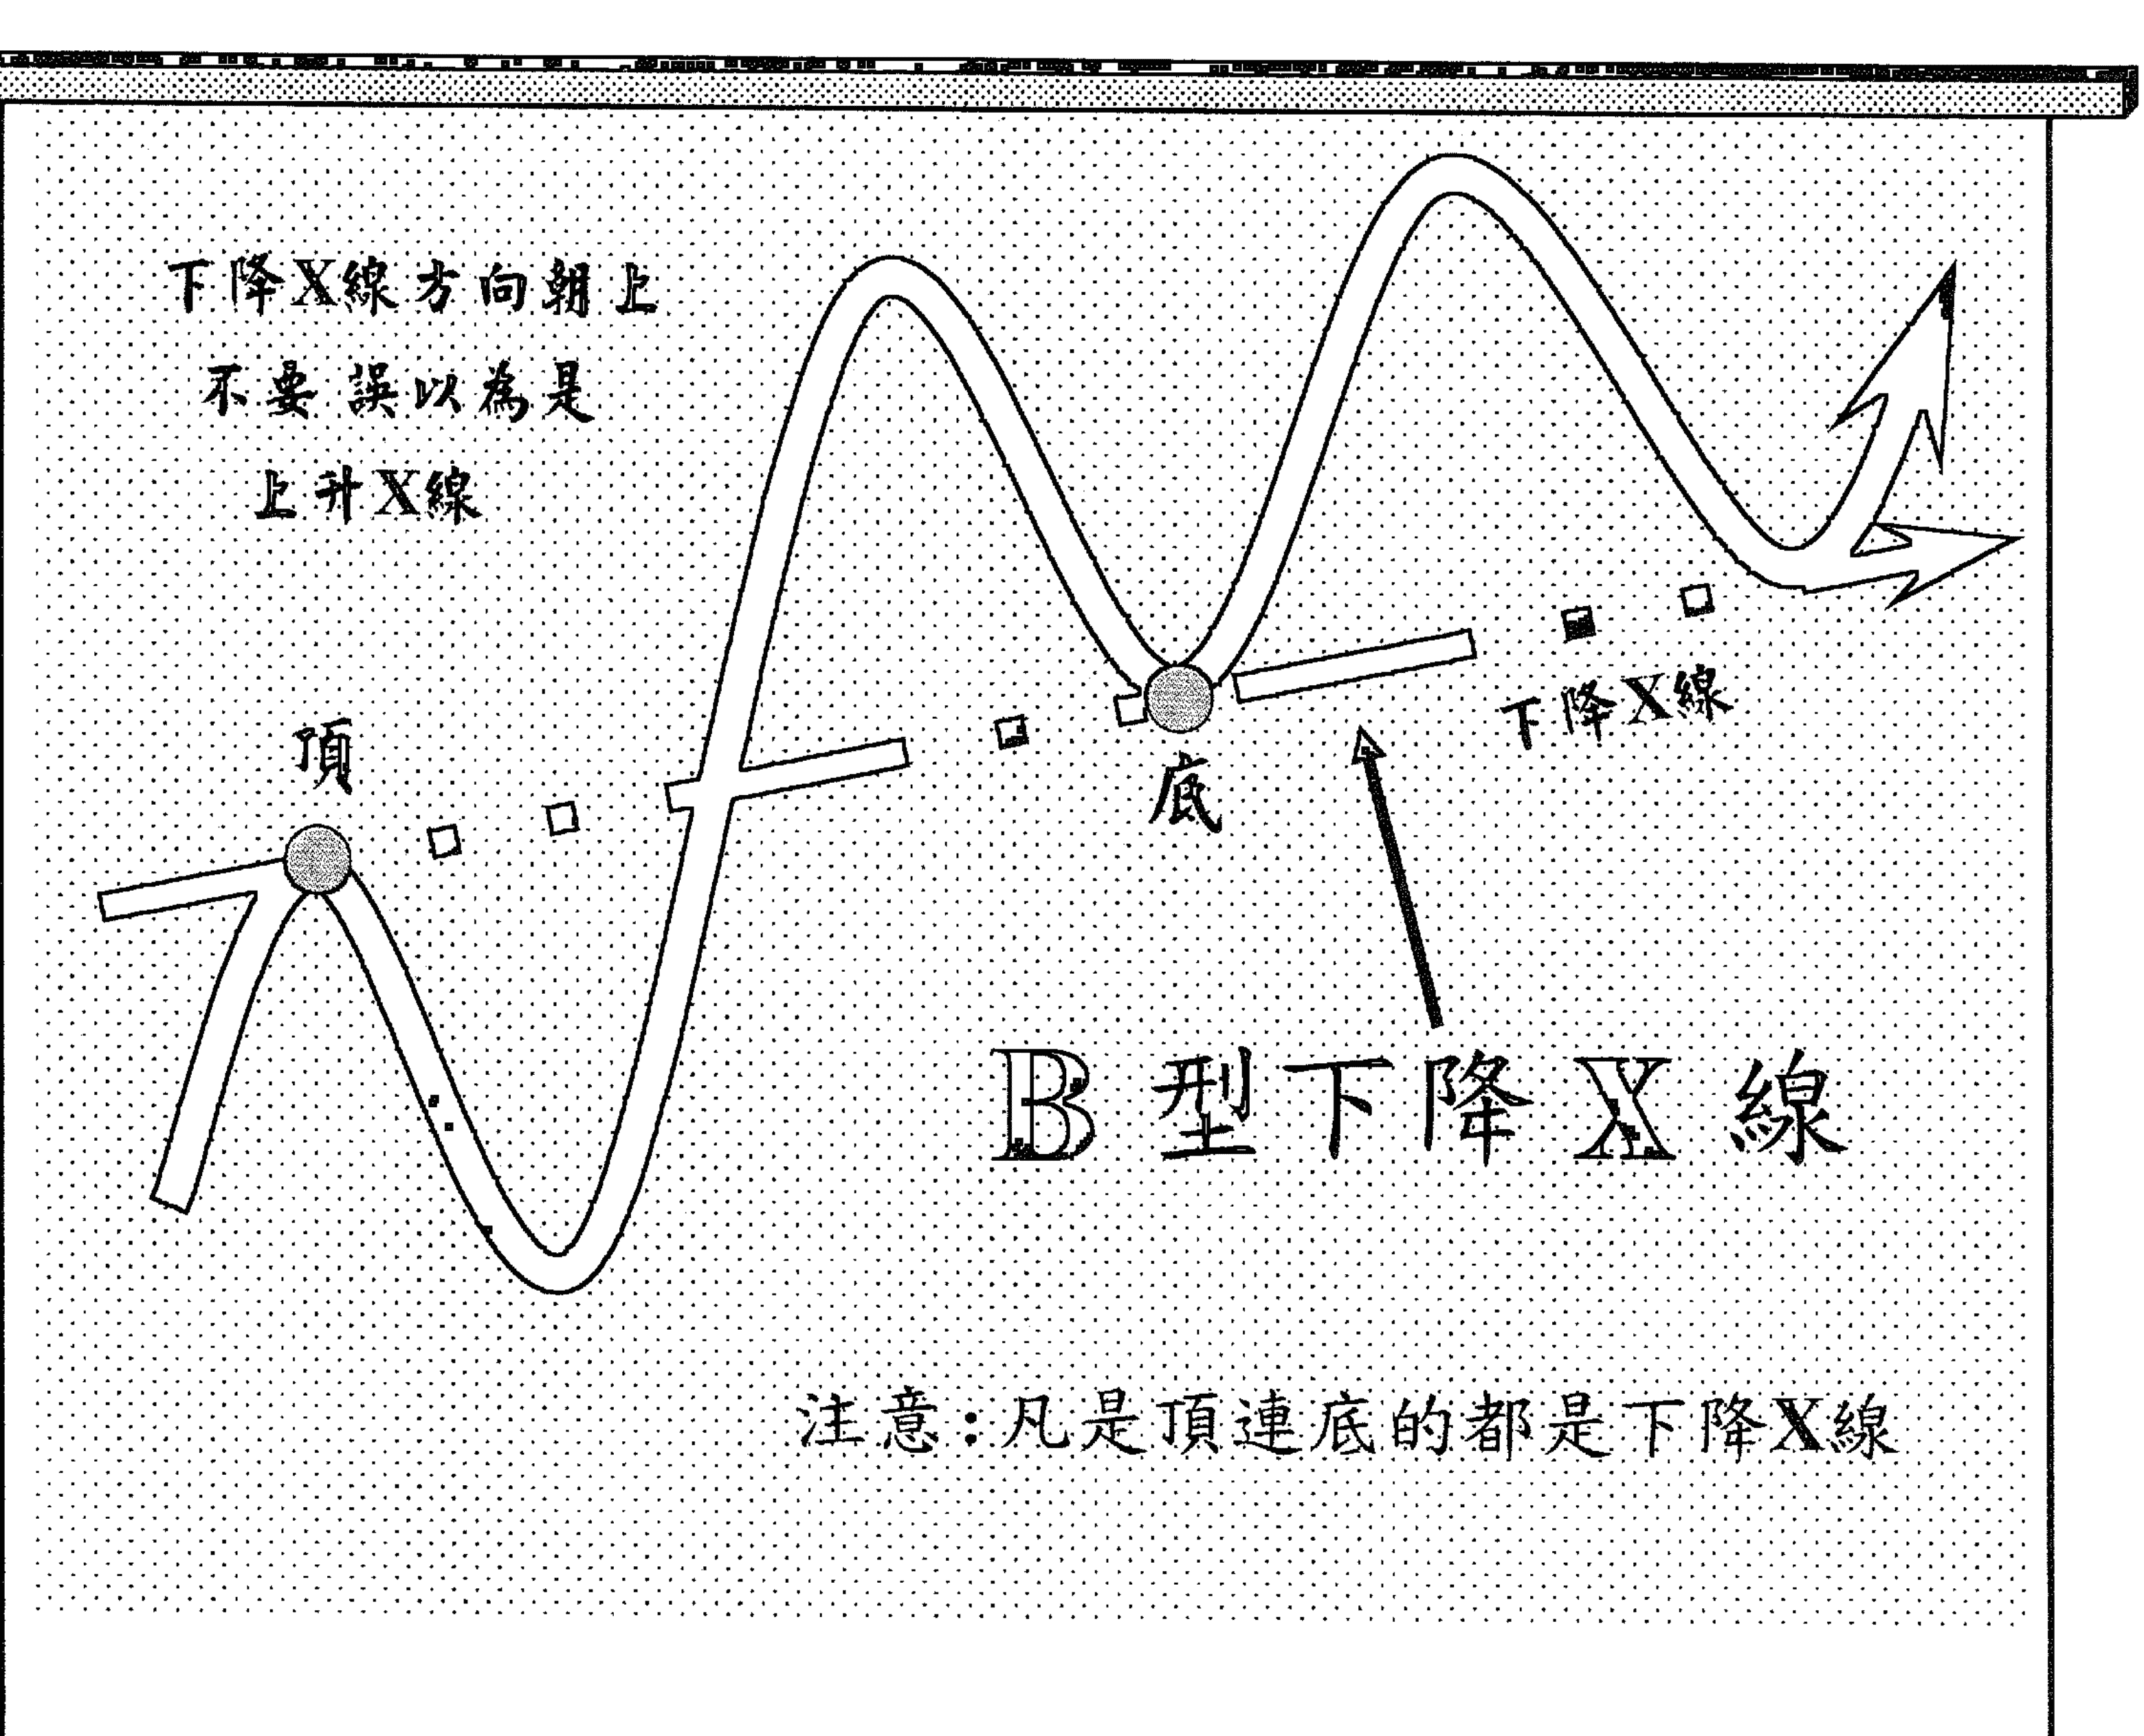 下降X線方向朝上
不要誤以為是
上升X線
頂
底
下降X線
B型下降X線
注意:凡是頂連底的都是下降X線